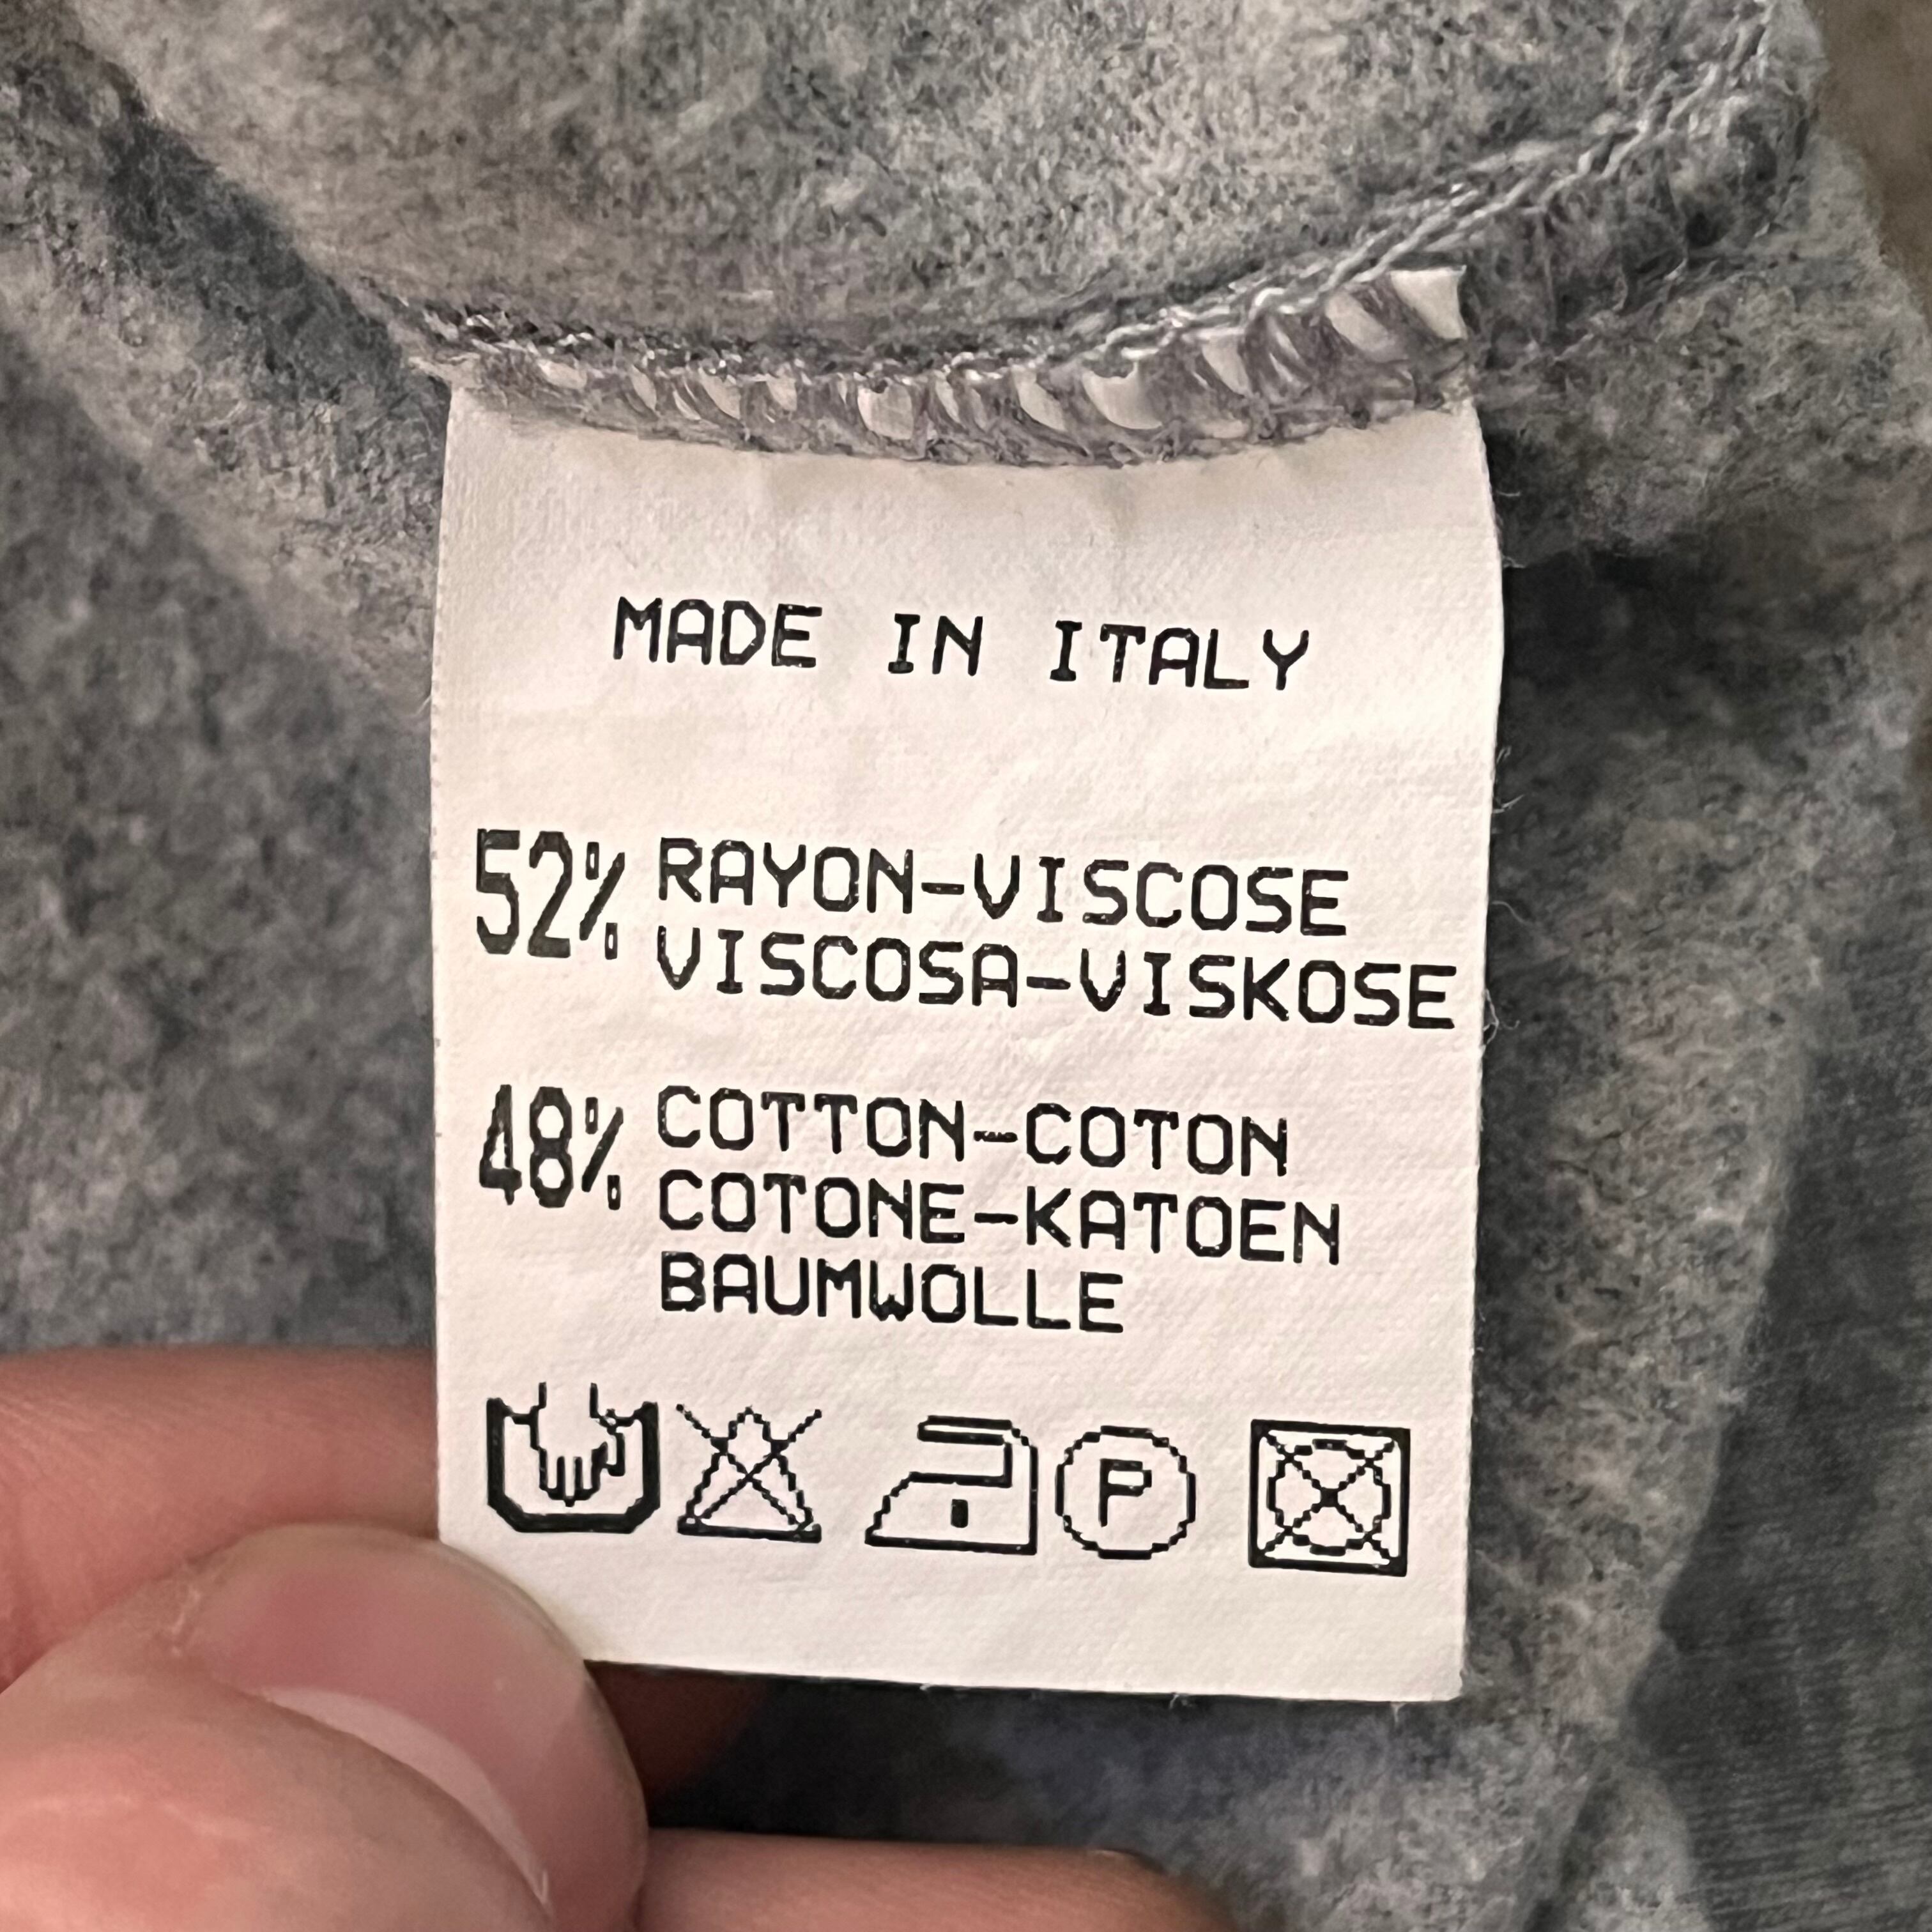 MADE IN ITALY
52% RAYON-VISCOSE
VISCOSA-VISKOSE
48% COTTON-COTON
COTONE-KATOEN
BAUMWOLLE
P